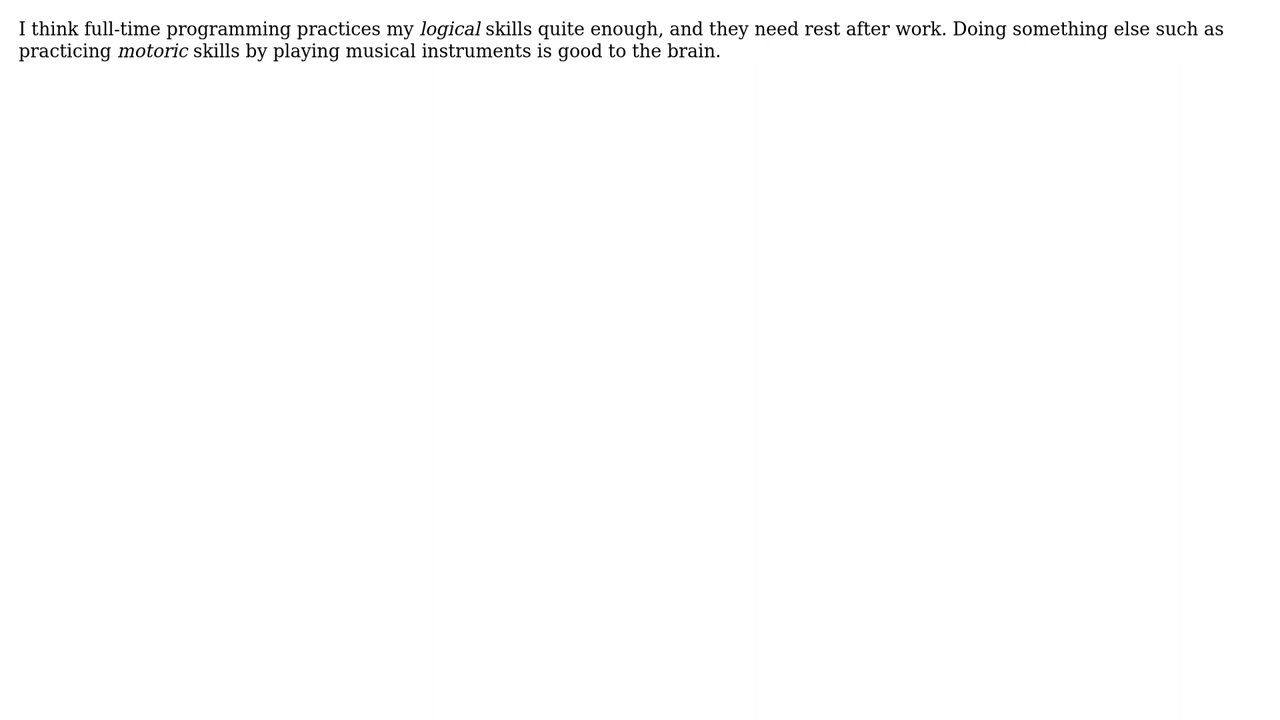 I think full-time programming practices my logical skills quite enough, and they need rest after work. Doing something else such as
practicing motoric skills by playing musical instruments is good to the brain.